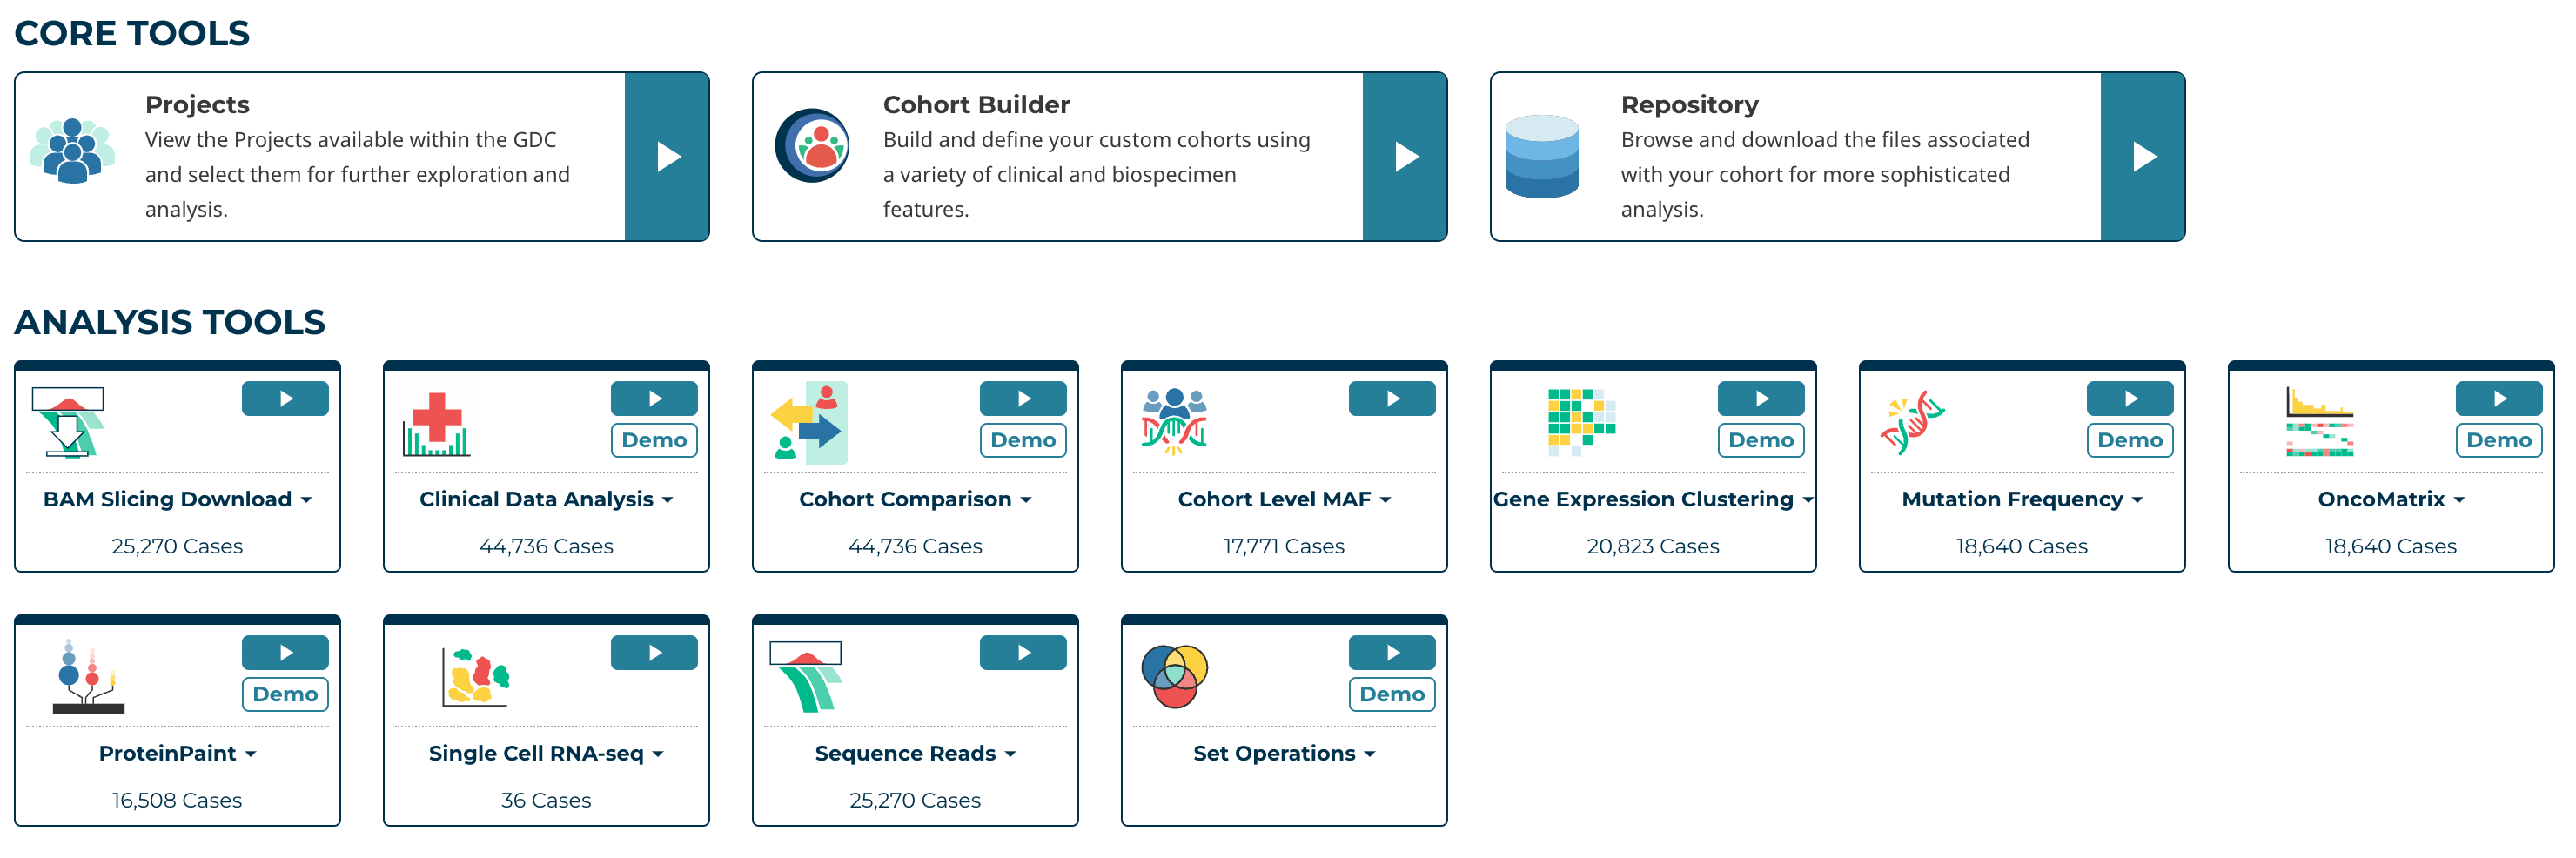 CORE TOOLS
Projects
View the Projects available within the GDC
and select them for further exploration and
analysis.
Cohort Builder
Build and define your custom cohorts using
a variety of clinical and biospecimen
features.
Repository
Browse and download the files associated
with your cohort for more sophisticated
analysis.
ANALYSIS TOOLS
BAM Slicing Download
25,270 Cases
Demo
Clinical Data Analysis
44,736 Cases
Demo
Cohort Comparison
44,736 Cases
Cohort Level MAF
17,771 Cases
Demo
Gene Expression Clustering
20,823 Cases
Demo
Mutation Frequency
18,640 Cases
Demo
OncoMatrix
18,640 Cases
Demo
ProteinPaint
16,508 Cases
Single Cell RNA-seq
36 Cases
Sequence Reads
25,270 Cases
Demo
Set Operations